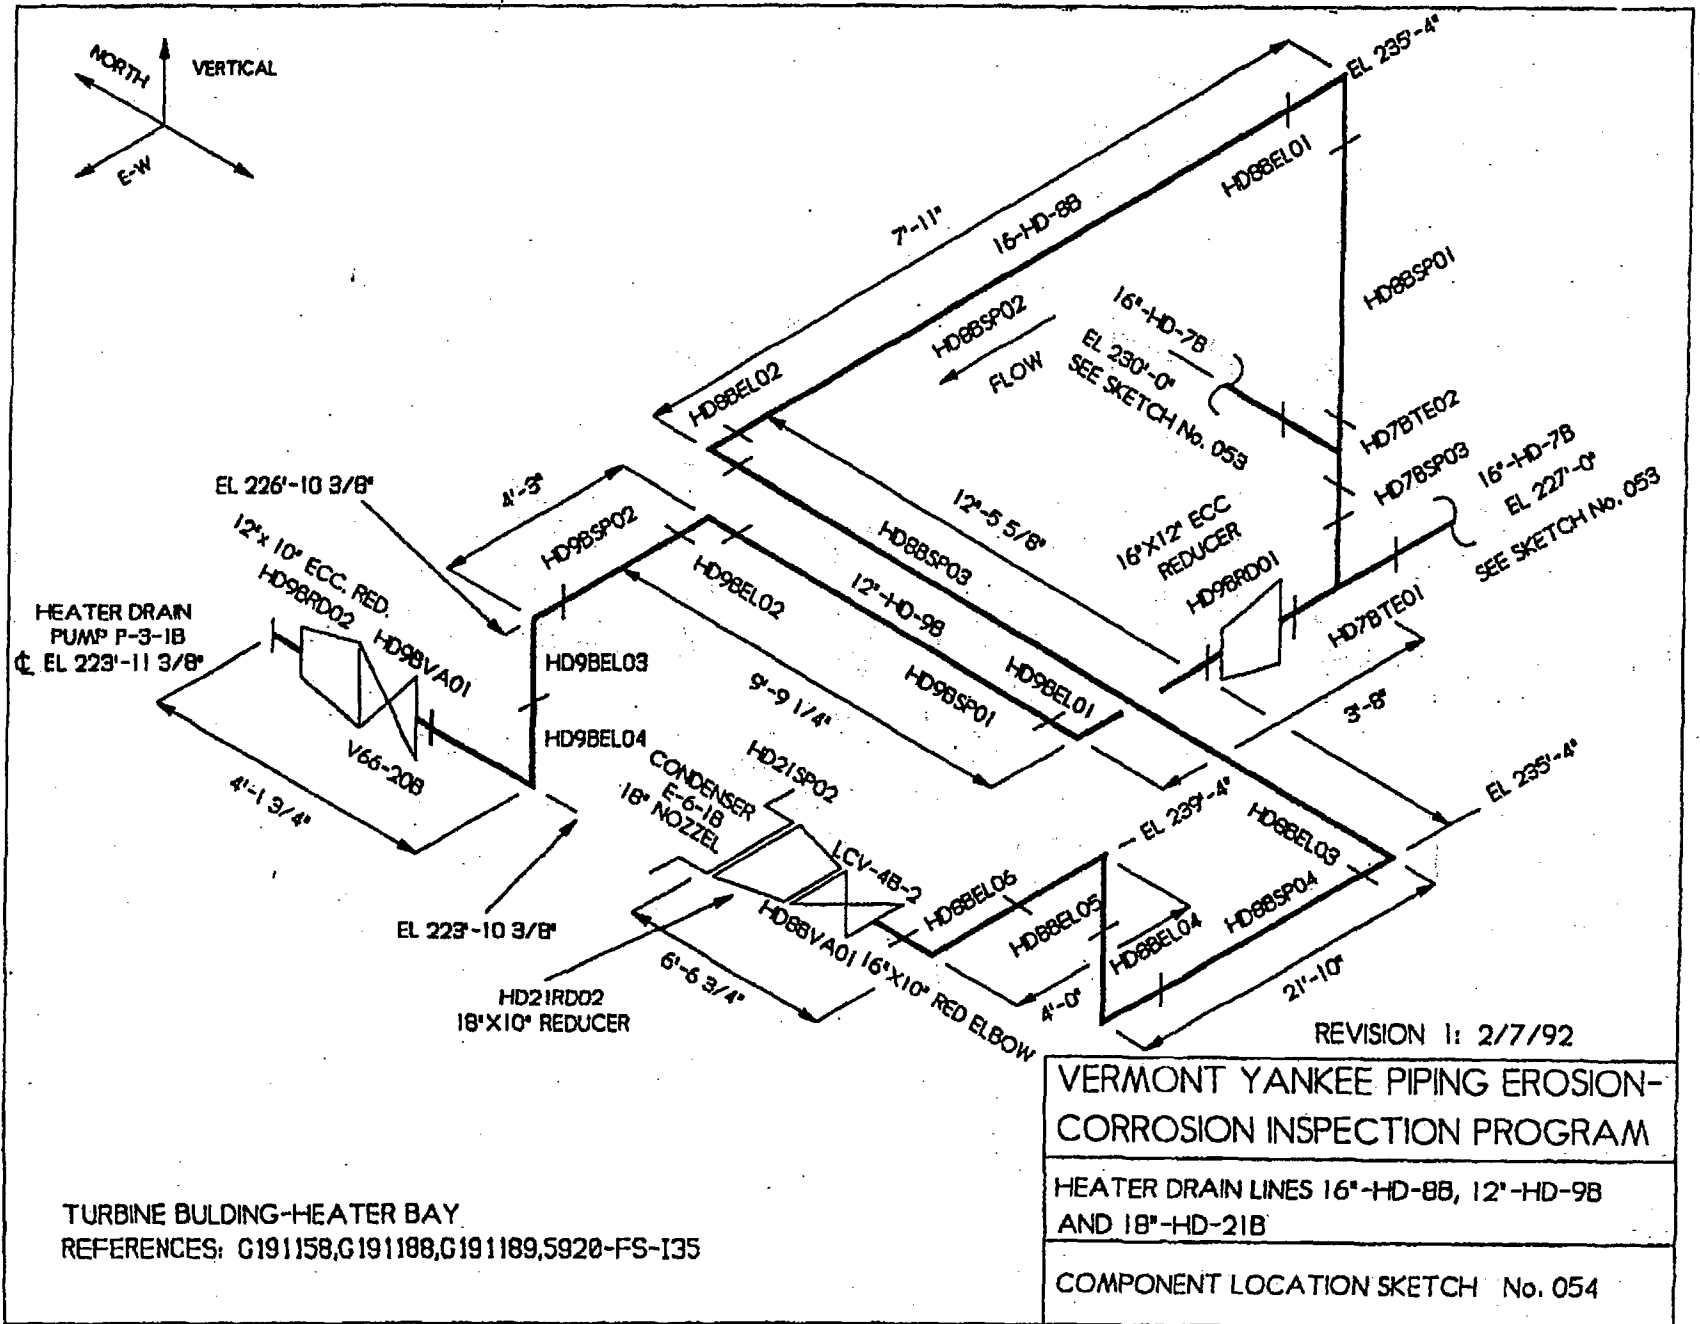 NORTH
VERTICAL
E-W
EL 235'-4"
HD8BEL01
7'-11"
16-HD-8B
HD8BSP01
HD8BSP02
FLOW
16"-HD-7B
EL 230'-0"
SEE SKETCH No. 053
HD8BEL02
HD7BTE02
HD7BSP03
16"-HD-7B
EL 227'-0"
SEE SKETCH No. 053
EL 226'-10 3/8"
4'-3"
HD9BSP02
12"-5 5/8"
HD8BSP03
16"X12" ECC
REDUCER
HD9BRD01
12"x 10" ECC. RED.
HD9BRD02
HD9BEL02
12"-HD-9B
HD7BTE01
HEATER DRAIN
PUMP P-3-1B
℄ EL 223'-11 3/8"
HD9BVA01
HD9BEL03
9'-9 1/4"
HD9BSP01
HD9BEL01
3'-8"
V66-20B
HD9BEL04
4'-1 3/4"
CONDENSER
E-6-1B
18" NOZZEL
HD21SP02
EL 239'-4"
EL 235'-4"
HD8BEL03
LCV-4B-2
HD8BEL06
HD8BEL05
HD8BEL04
HD8BSP04
EL 223'-10 3/8"
HD8BVA01
16"X10" RED ELBOW
6'-6 3/4"
4'-0"
21'-10"
HD21RD02
18"X10" REDUCER
REVISION 1: 2/7/92
VERMONT YANKEE PIPING EROSION-
CORROSION INSPECTION PROGRAM
HEATER DRAIN LINES 16"-HD-8B, 12"-HD-9B
AND 18"-HD-21B
TURBINE BULDING-HEATER BAY
REFERENCES: G191158,G191188,G191189,5920-FS-I35
COMPONENT LOCATION SKETCH No. 054